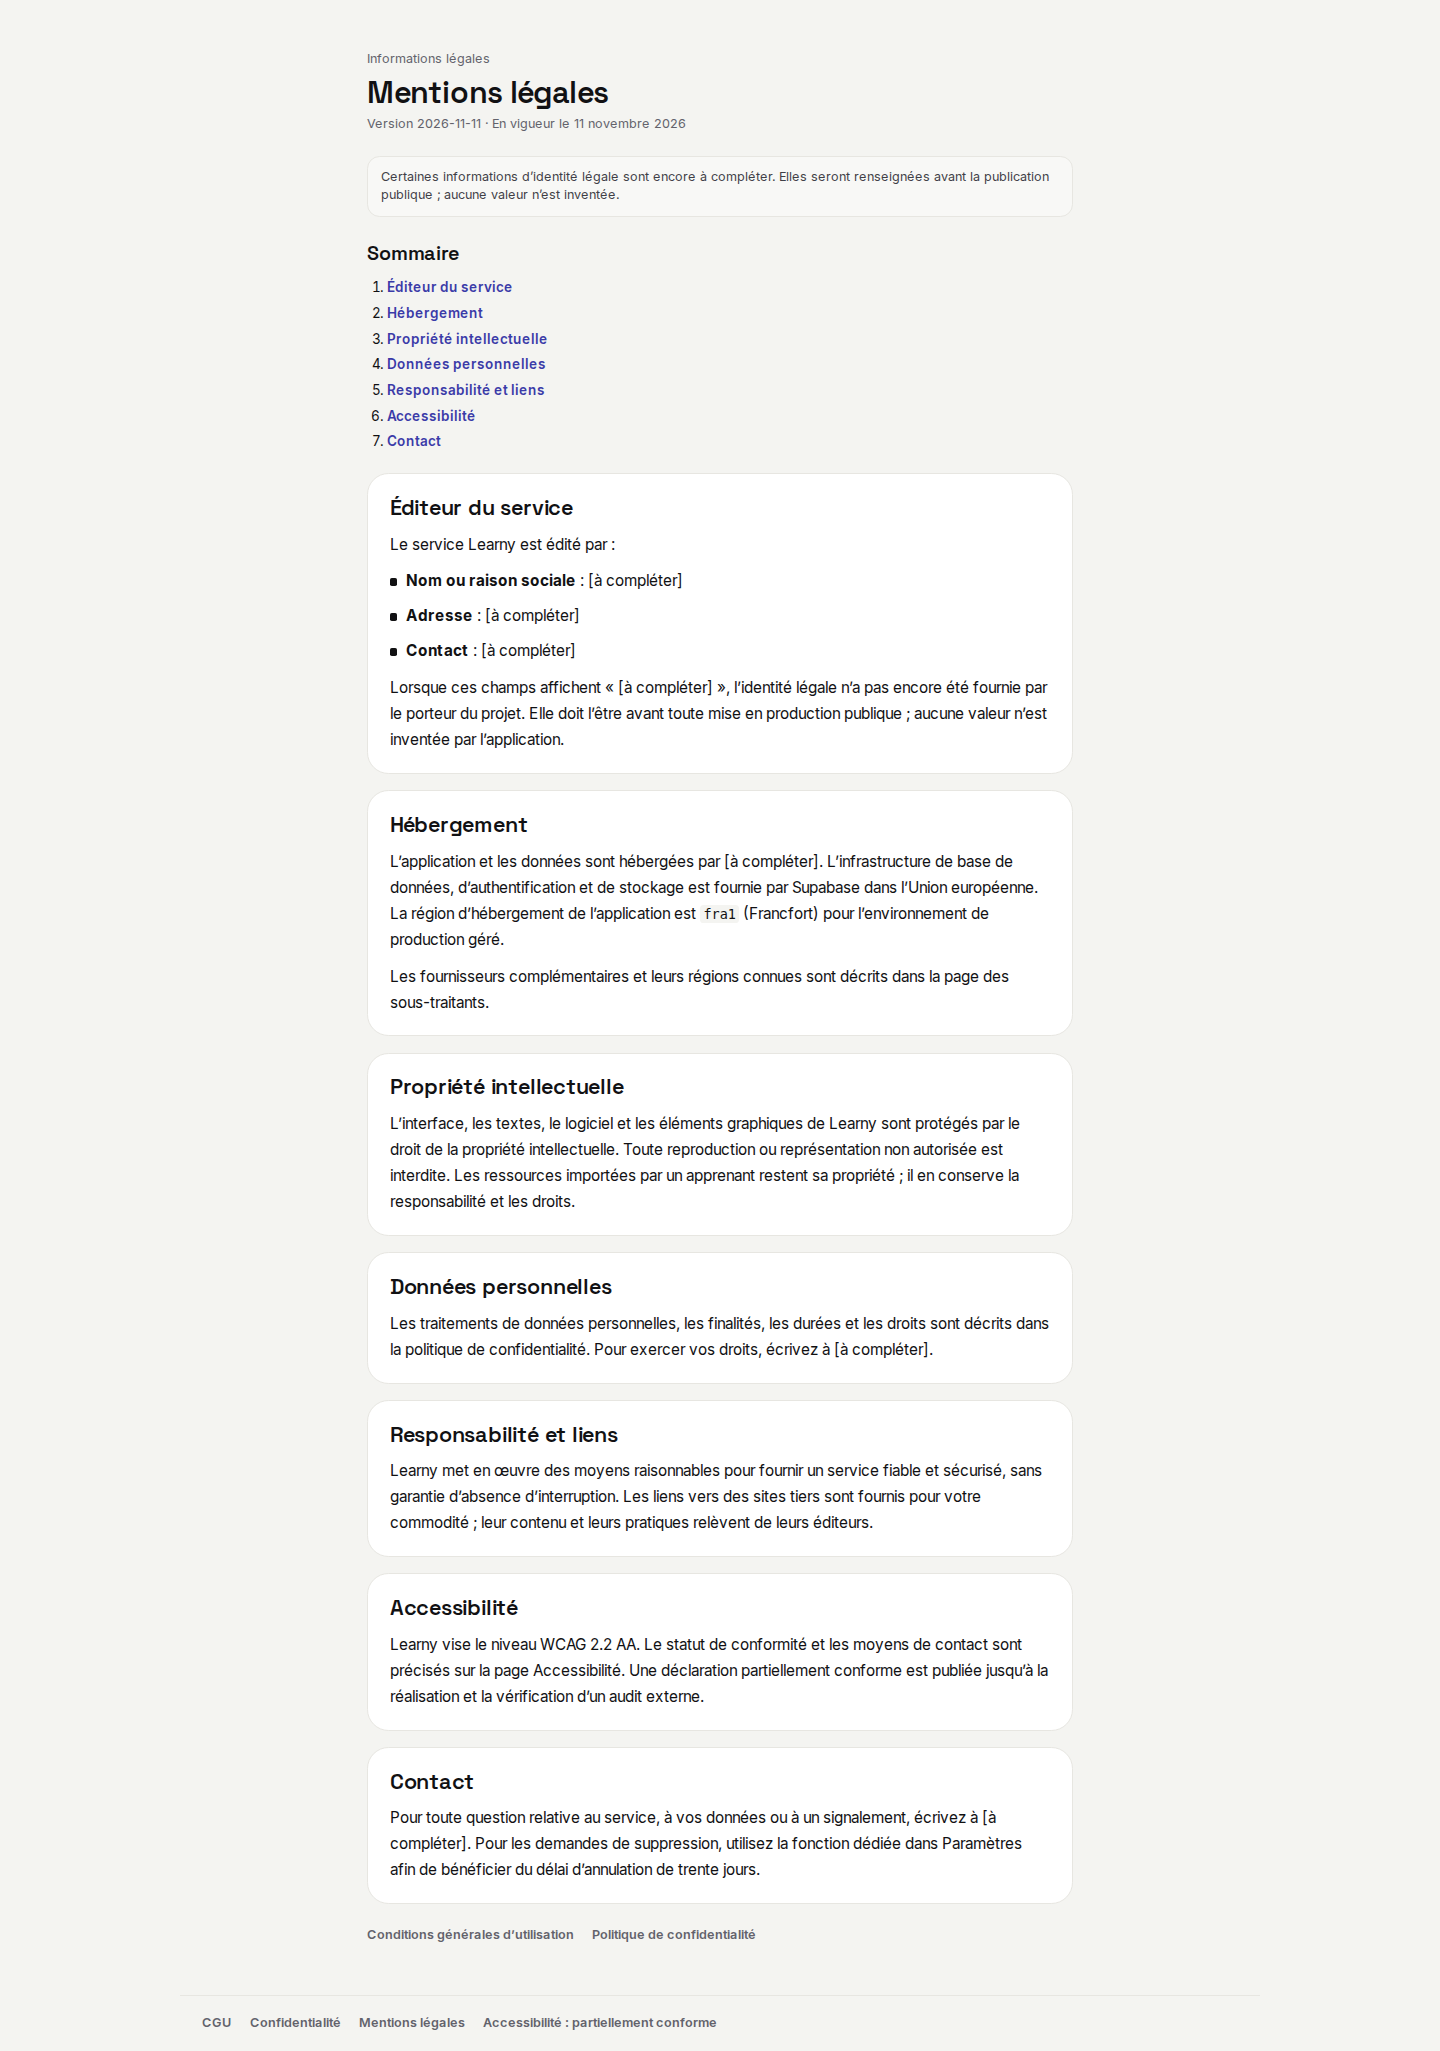 Informations légales
Mentions légales
Version 2026-11-11 · En vigueur le 11 novembre 2026
Certaines informations d’identité légale sont encore à compléter. Elles seront renseignées avant la publication
publique ; aucune valeur n’est inventée.
Sommaire
1. Éditeur du service
2. Hébergement
3. Propriété intellectuelle
4. Données personnelles
5. Responsabilité et liens
6. Accessibilité
7. Contact
Éditeur du service
Le service Learny est édité par :
Nom ou raison sociale : [à compléter]
Adresse : [à compléter]
Contact : [à compléter]
Lorsque ces champs affichent « [à compléter] », l’identité légale n’a pas encore été fournie par
le porteur du projet. Elle doit l’être avant toute mise en production publique ; aucune valeur n’est
inventée par l’application.
Hébergement
L’application et les données sont hébergées par [à compléter]. L’infrastructure de base de
données, d’authentification et de stockage est fournie par Supabase dans l’Union européenne.
La région d’hébergement de l’application est fra1 (Francfort) pour l’environnement de
production géré.
Les fournisseurs complémentaires et leurs régions connues sont décrits dans la page des
sous-traitants.
Propriété intellectuelle
L’interface, les textes, le logiciel et les éléments graphiques de Learny sont protégés par le
droit de la propriété intellectuelle. Toute reproduction ou représentation non autorisée est
interdite. Les ressources importées par un apprenant restent sa propriété ; il en conserve la
responsabilité et les droits.
Données personnelles
Les traitements de données personnelles, les finalités, les durées et les droits sont décrits dans
la politique de confidentialité. Pour exercer vos droits, écrivez à [à compléter].
Responsabilité et liens
Learny met en œuvre des moyens raisonnables pour fournir un service fiable et sécurisé, sans
garantie d’absence d’interruption. Les liens vers des sites tiers sont fournis pour votre
commodité ; leur contenu et leurs pratiques relèvent de leurs éditeurs.
Accessibilité
Learny vise le niveau WCAG 2.2 AA. Le statut de conformité et les moyens de contact sont
précisés sur la page Accessibilité. Une déclaration partiellement conforme est publiée jusqu’à la
réalisation et la vérification d’un audit externe.
Contact
Pour toute question relative au service, à vos données ou à un signalement, écrivez à [à
compléter]. Pour les demandes de suppression, utilisez la fonction dédiée dans Paramètres
afin de bénéficier du délai d’annulation de trente jours.
Conditions générales d’utilisation Politique de confidentialité
CGU Confidentialité Mentions légales Accessibilité : partiellement conforme